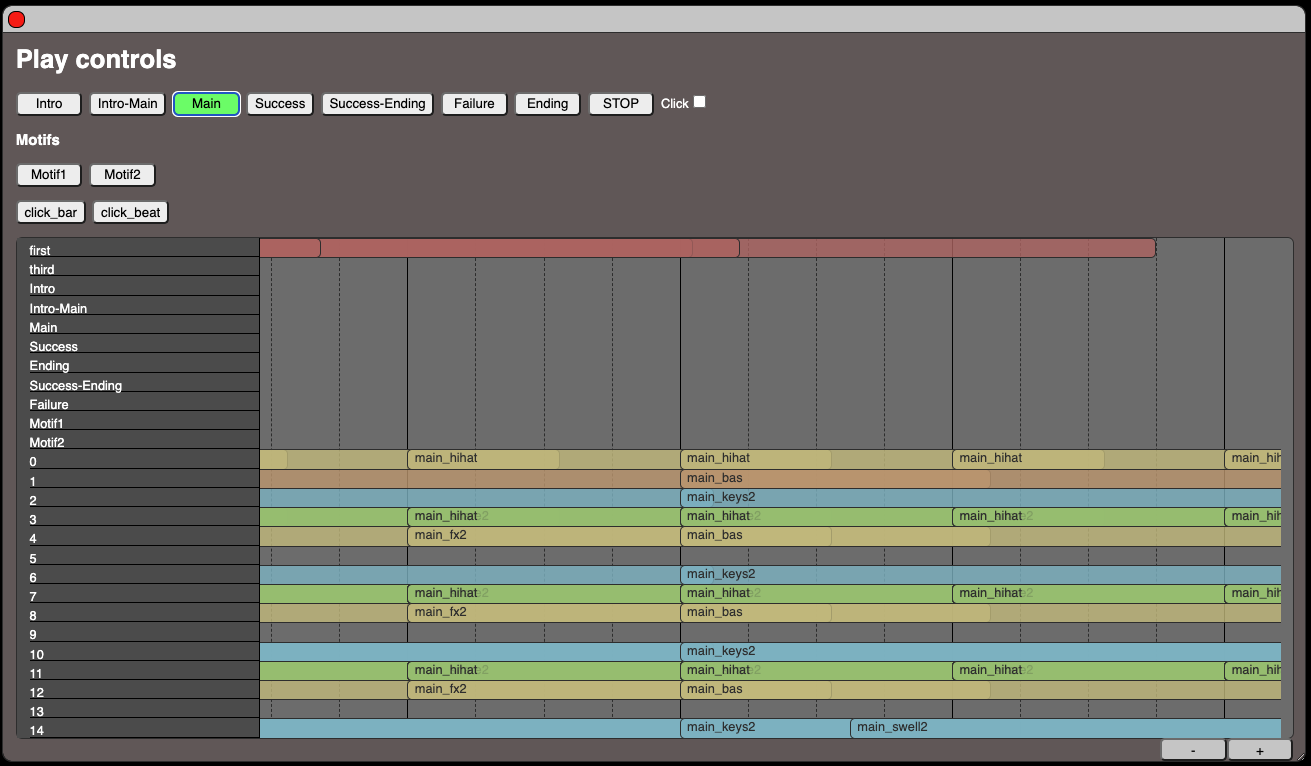 Play controls
Intro Intro-Main Main Success Success-Ending Failure Ending STOP Click
Motifs
Motif1 Motif2
click_bar click_beat
first
third
Intro
Intro-Main
Main
Success
Ending
Success-Ending
Failure
Motif1
Motif2
0 main_hihat main_hihat main_hihat main_hih
1 main_bas
2 main_keys2
3 main_hihat main_hihat main_hihat main_hih
4 main_fx2 main_bas
5
6 main_keys2
7 main_hihat main_hihat main_hihat main_hih
8 main_fx2 main_bas
9
10 main_keys2
11 main_hihat main_hihat main_hihat main_hih
12 main_fx2 main_bas
13
14 main_keys2 main_swell2
- +